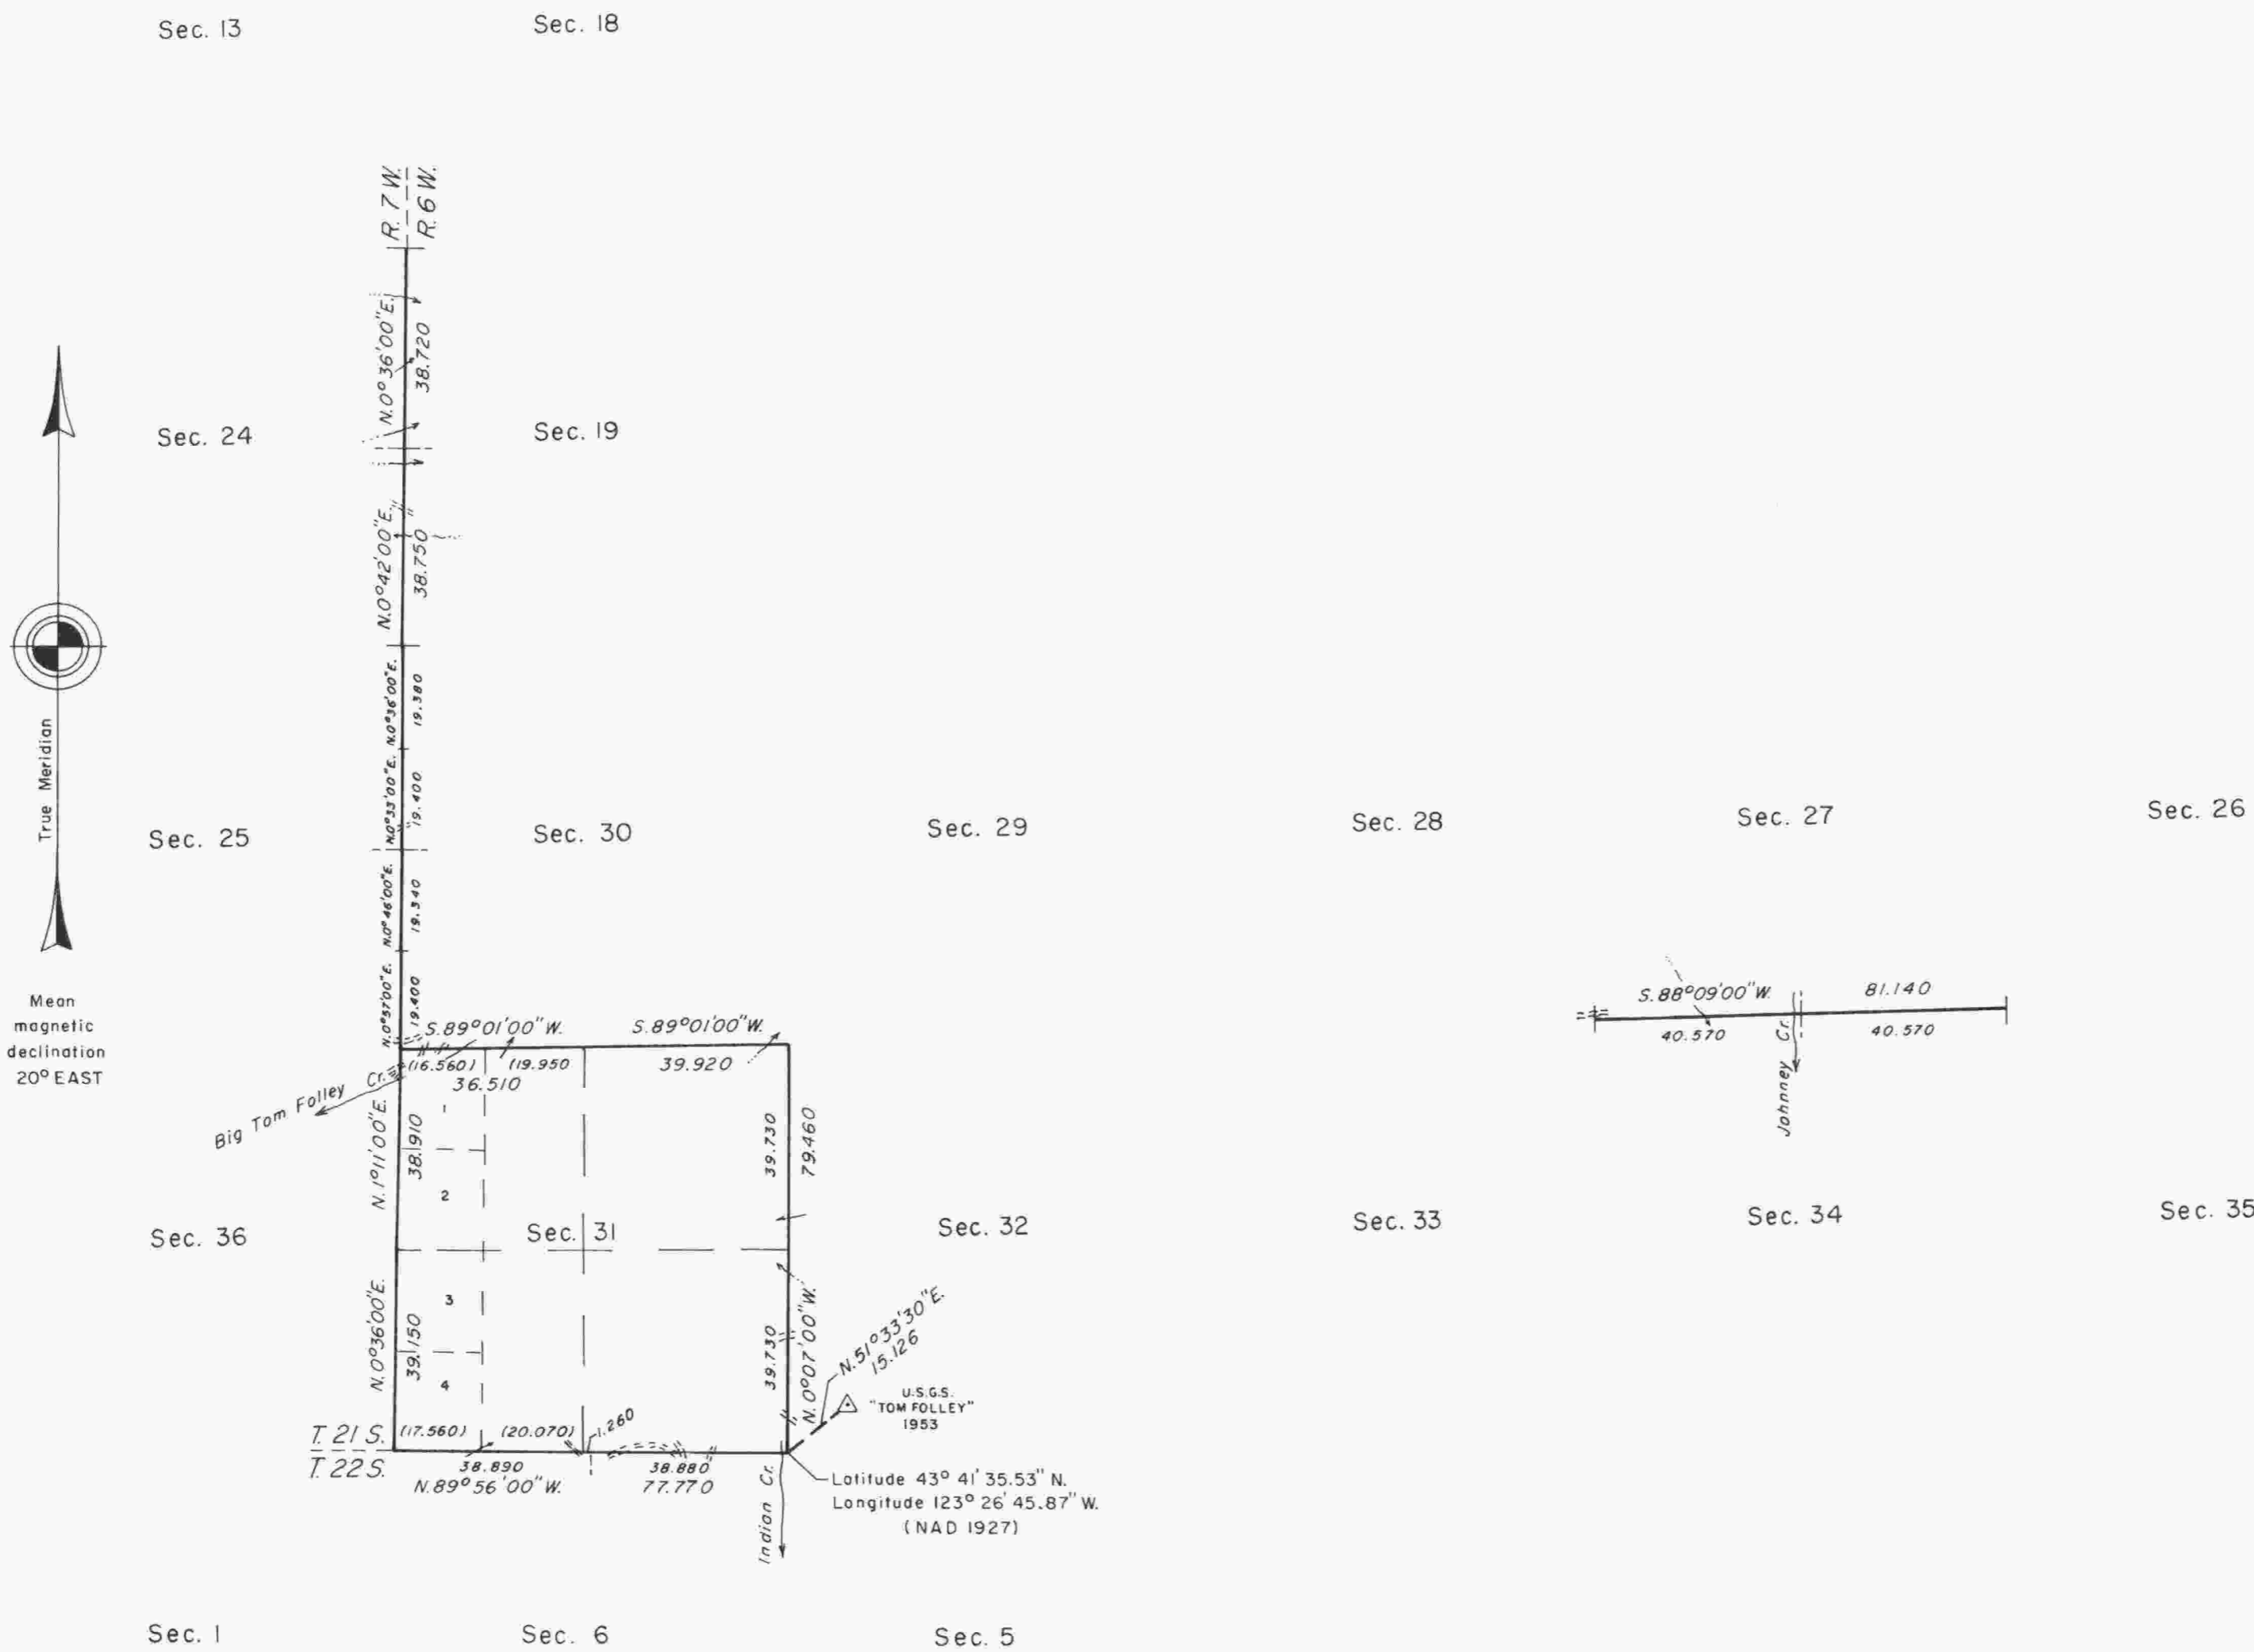 Sec. 13
Sec. 18
R. 7 W.
R. 6 W.
N.0°36'00"E.
38.720
Sec. 24
Sec. 19
N.0°42'00"E.
38.750
N.0°36'00"E.
19.380
True Meridian
N.0°33'00"E.
19.400
Sec. 25
Sec. 30
Sec. 29
Sec. 28
Sec. 27
Sec. 26
N.0°46'00"E.
19.340
N.0°37'00"E.
19.400
Mean
magnetic
declination
20° EAST
S.89°01'00"W.
S.89°01'00"W.
(16.560)
(19.950
39.920
36.510
S.88°09'00"W.
81.140
40.570
40.570
Johnney Cr.
Big Tom Folley Cr.
N.1°11'00"E.
38.910
1
2
39.730
79.460
Sec. 36
Sec. 31
Sec. 32
Sec. 33
Sec. 34
Sec. 35
N.0°36'00"E.
39.150
3
4
39.730
N.0°07'00"W.
N.51°33'30"E.
15.126
U.S.G.S.
"TOM FOLLEY"
1953
T. 21 S.
T. 22 S.
(17.560)
(20.070)
1.260
38.890
N.89°56'00"W.
38.880
77.770
Indian Cr.
Latitude 43° 41' 35.53" N.
Longitude 123° 26' 45.87" W.
(NAD 1927)
Sec. 1
Sec. 6
Sec. 5